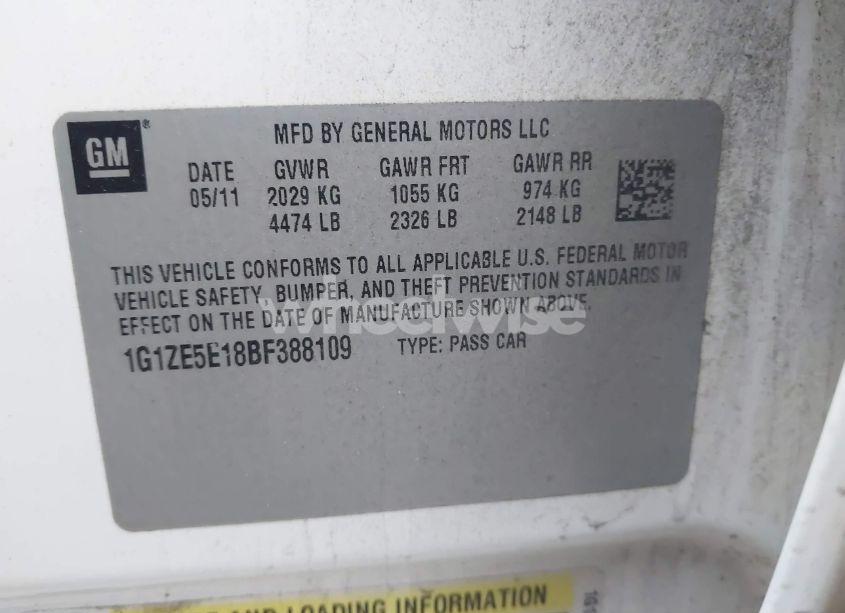 GM®
MFD BY GENERAL MOTORS LLC
DATE GVWR GAWR FRT GAWR RR
05/11 2029 KG 1055 KG 974 KG
4474 LB 2326 LB 2148 LB
THIS VEHICLE CONFORMS TO ALL APPLICABLE U.S. FEDERAL MOTOR
VEHICLE SAFETY, BUMPER, AND THEFT PREVENTION STANDARDS IN
EFFECT ON THE DATE OF MANUFACTURE SHOWN ABOVE.
wheelwise
1G1ZE5E18BF388109 TYPE: PASS CAR
AND LOADING INFORMATION